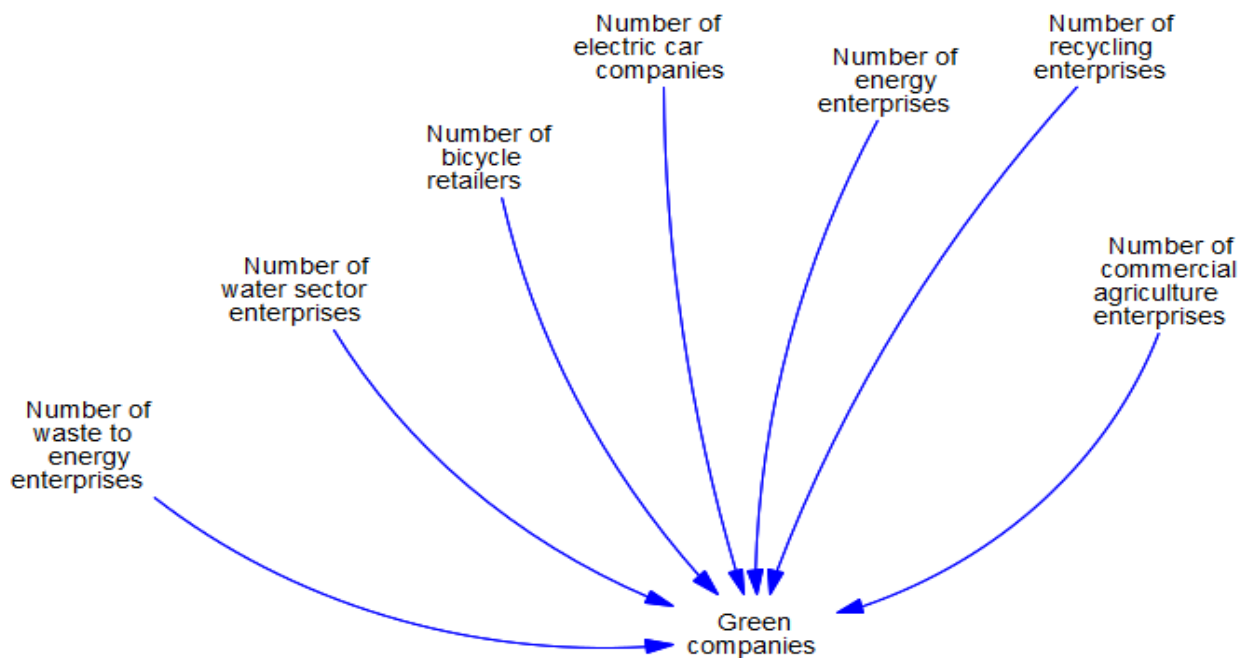 Number of
electric car
companies
Number of
recycling
enterprises
Number of
energy
enterprises
Number of
bicycle
retailers
Number of
commercial
agriculture
enterprises
Number of
water sector
enterprises
Number of
waste to
energy
enterprises
Green
companies